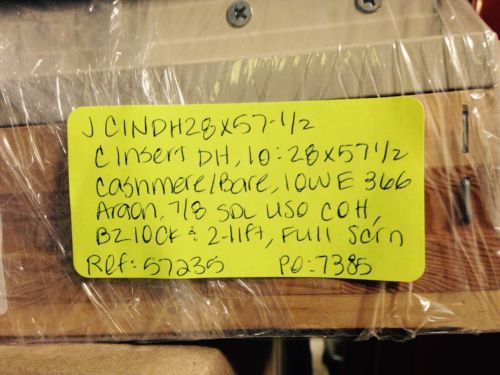 J CINDH28X57-1/2
C Insert DH, IO: 28X57 1/2
Cashmere/Bare, LOW E 366
Argon, 7/8 SDL USO COH,
BZ lOCK & 2-lift, Full Scrn
Ref: 57235 PO: 7385